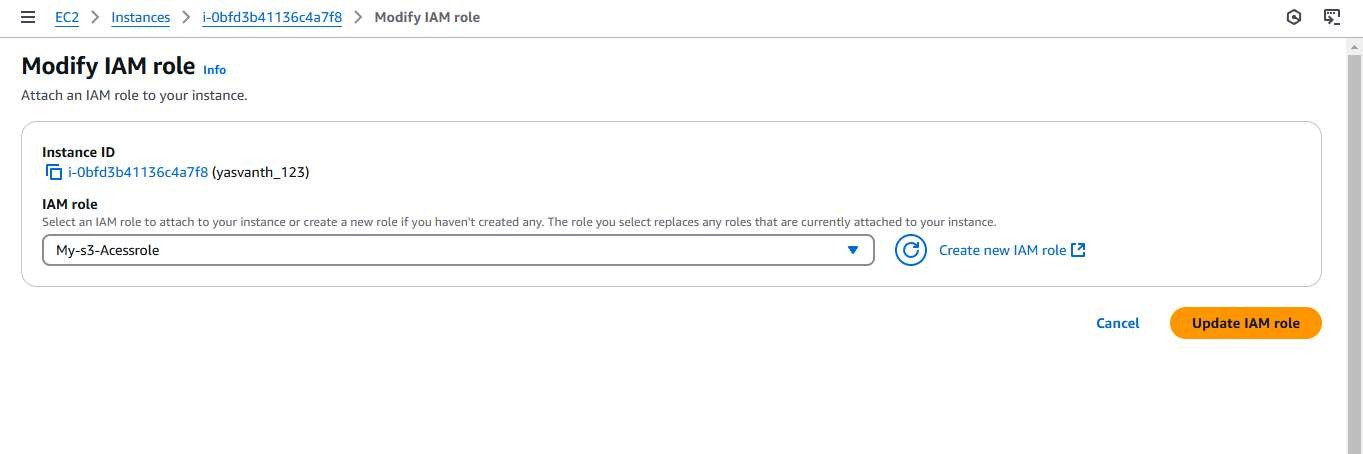 EC2 > Instances > i-0bfd3b41136c4a7f8 > Modify IAM role
Modify IAM role Info
Attach an IAM role to your instance.
Instance ID
i-0bfd3b41136c4a7f8 (yasvanth_123)
IAM role
Select an IAM role to attach to your instance or create a new role if you haven't created any. The role you select replaces any roles that are currently attached to your instance.
My-s3-Acessrole
Create new IAM role
Cancel
Update IAM role